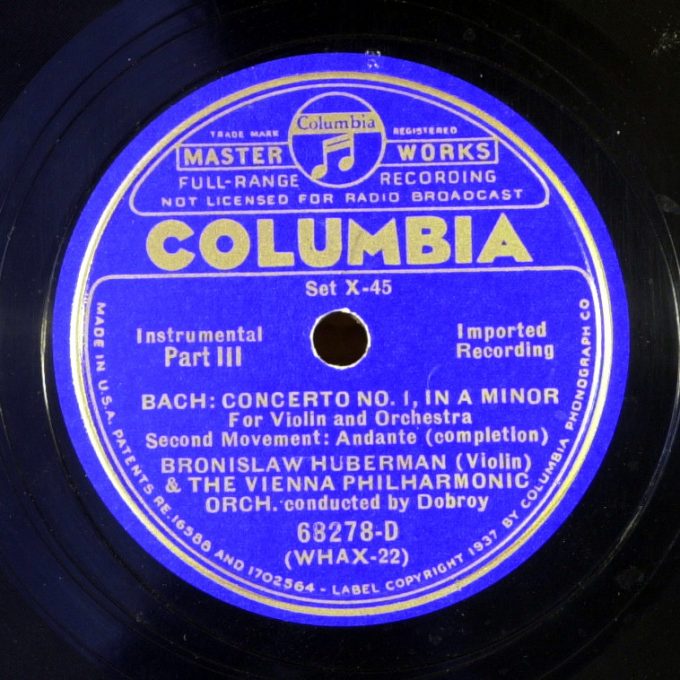 TRADE MARK Columbia REGISTERED
MASTER WORKS
FULL-RANGE RECORDING
NOT LICENSED FOR RADIO BROADCAST
COLUMBIA
Set X-45
Instrumental
Part III
Imported
Recording
BACH: CONCERTO NO. 1, IN A MINOR
For Violin and Orchestra
Second Movement: Andante (completion)
BRONISLAW HUBERMAN (Violin)
& THE VIENNA PHILHARMONIC
ORCH. conducted by Dobroy
68278-D
(WHAX-22)
MADE IN U.S.A. PATENTS RE. 16588 AND 1702564 - LABEL COPYRIGHT 1937 BY COLUMBIA PHONOGRAPH CO